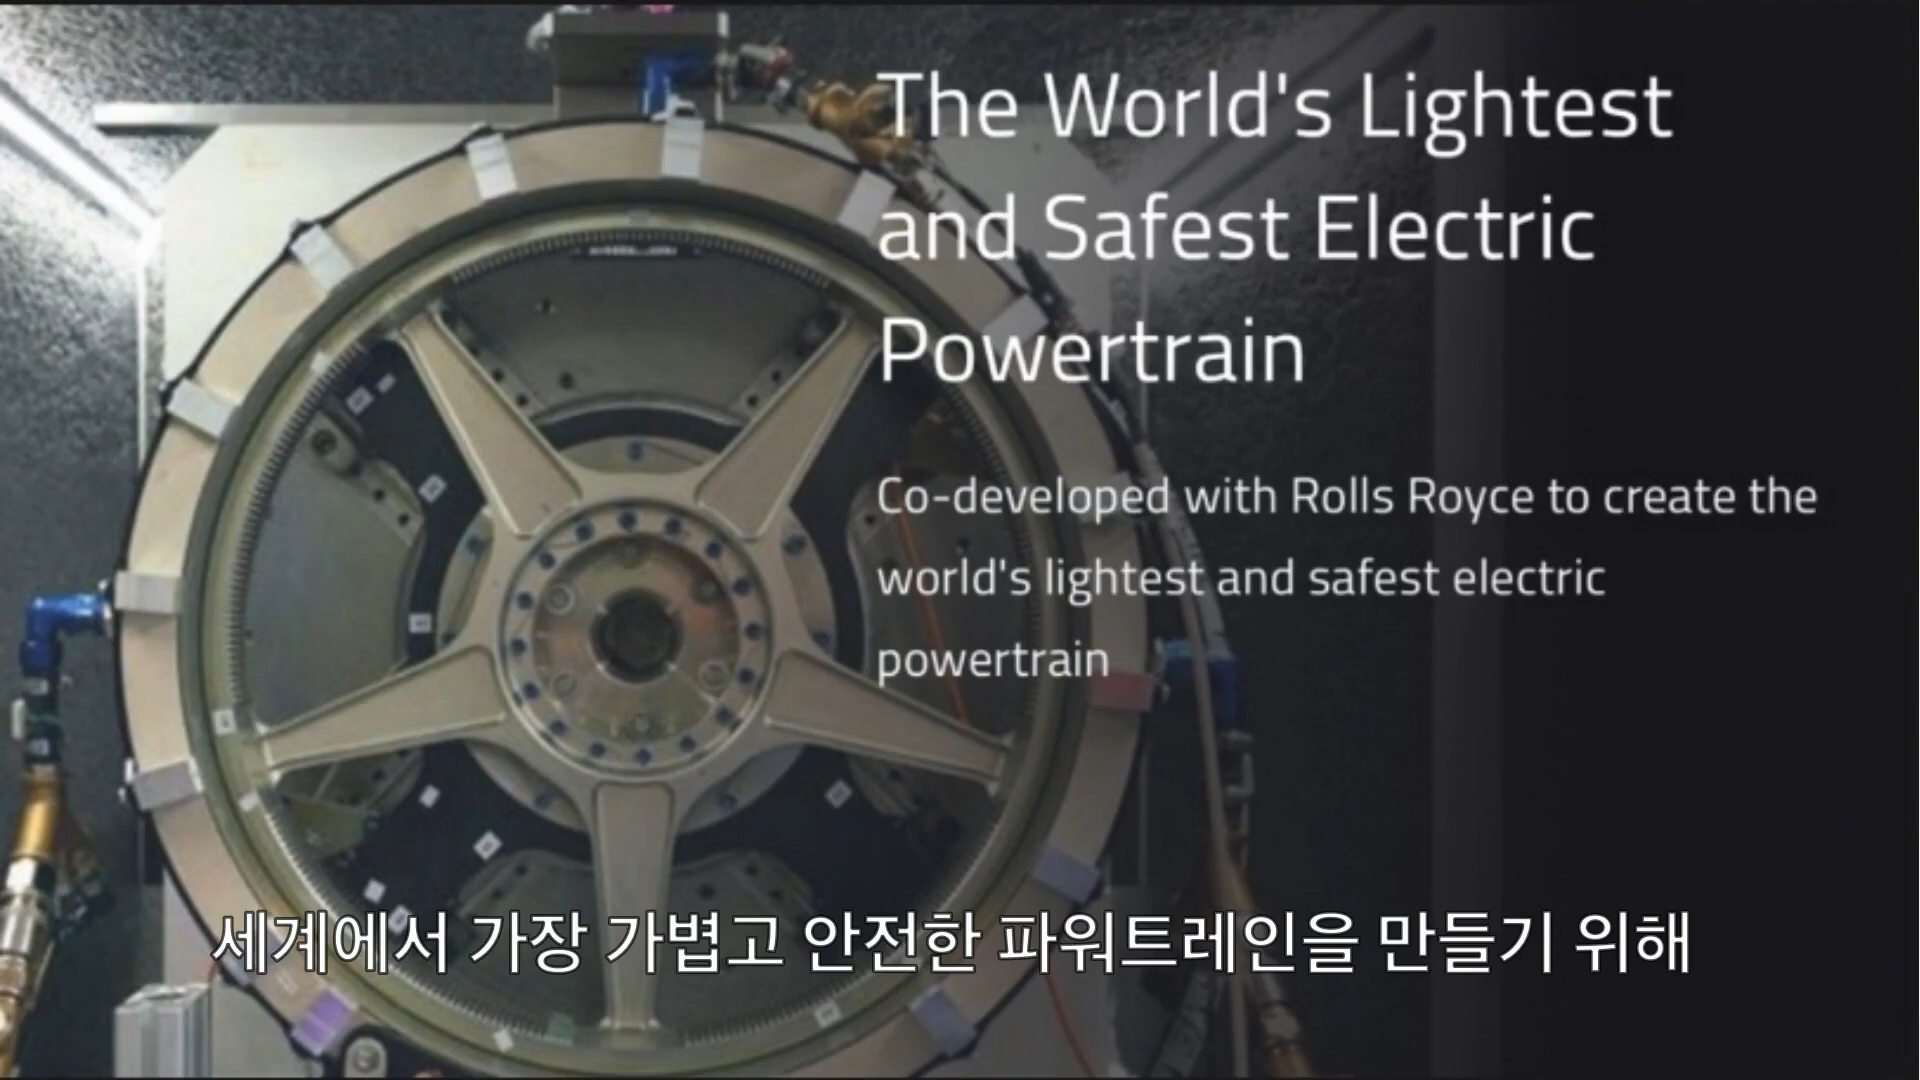 The World's Lightest
and Safest Electric
Powertrain
Co-developed with Rolls Royce to create the
world's lightest and safest electric
powertrain
세계에서 가장 가볍고 안전한 파워트레인을 만들기 위해